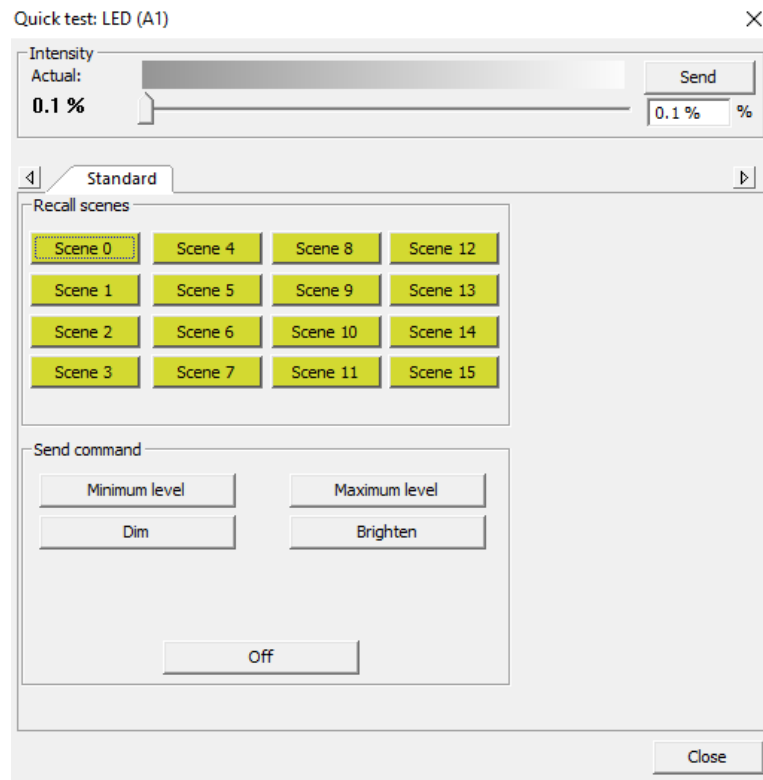 Quick test: LED (A1)
Intensity
Actual:
Send
0.1 %
0.1 %
%
Standard
Recall scenes
Scene 0 Scene 4 Scene 8 Scene 12
Scene 1 Scene 5 Scene 9 Scene 13
Scene 2 Scene 6 Scene 10 Scene 14
Scene 3 Scene 7 Scene 11 Scene 15
Send command
Minimum level Maximum level
Dim Brighten
Off
Close